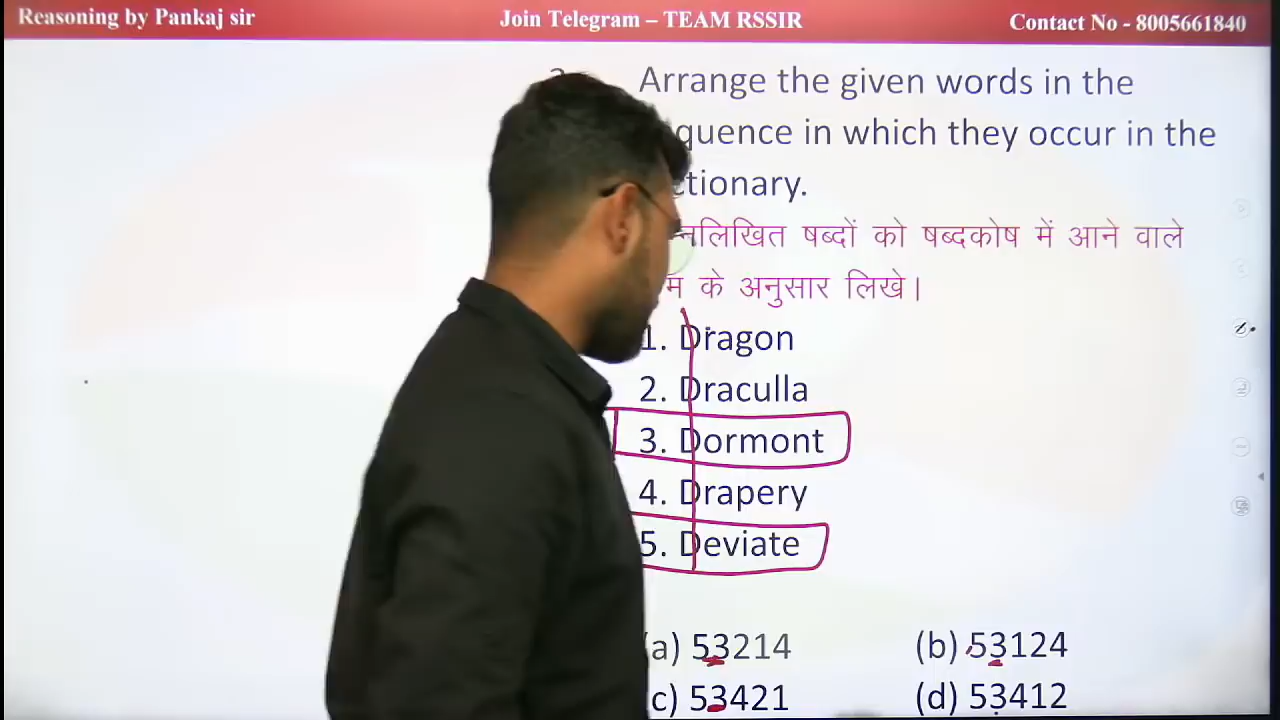 Reasoning by Pankaj sir
Join Telegram – TEAM RSSIR
Contact No - 8005661840
Arrange the given words in the
in which they occur in the
षब्दों को षब्दकोष में आने वाले
के अनुसार लिखे।
1. Dragon
2. Draculla
3. Dormont
4. Drapery
5. Deviate
(a) 53214
(b) 53124
(c) 53421
(d) 53412